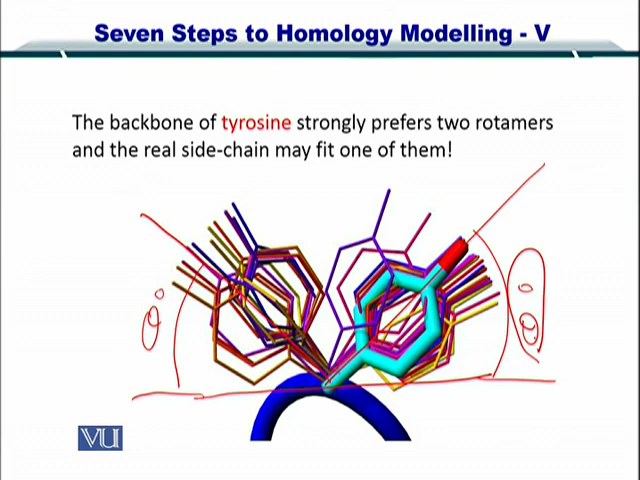 Seven Steps to Homology Modelling - V
The backbone of tyrosine strongly prefers two rotamers
and the real side-chain may fit one of them!
θ°
θ°
VU